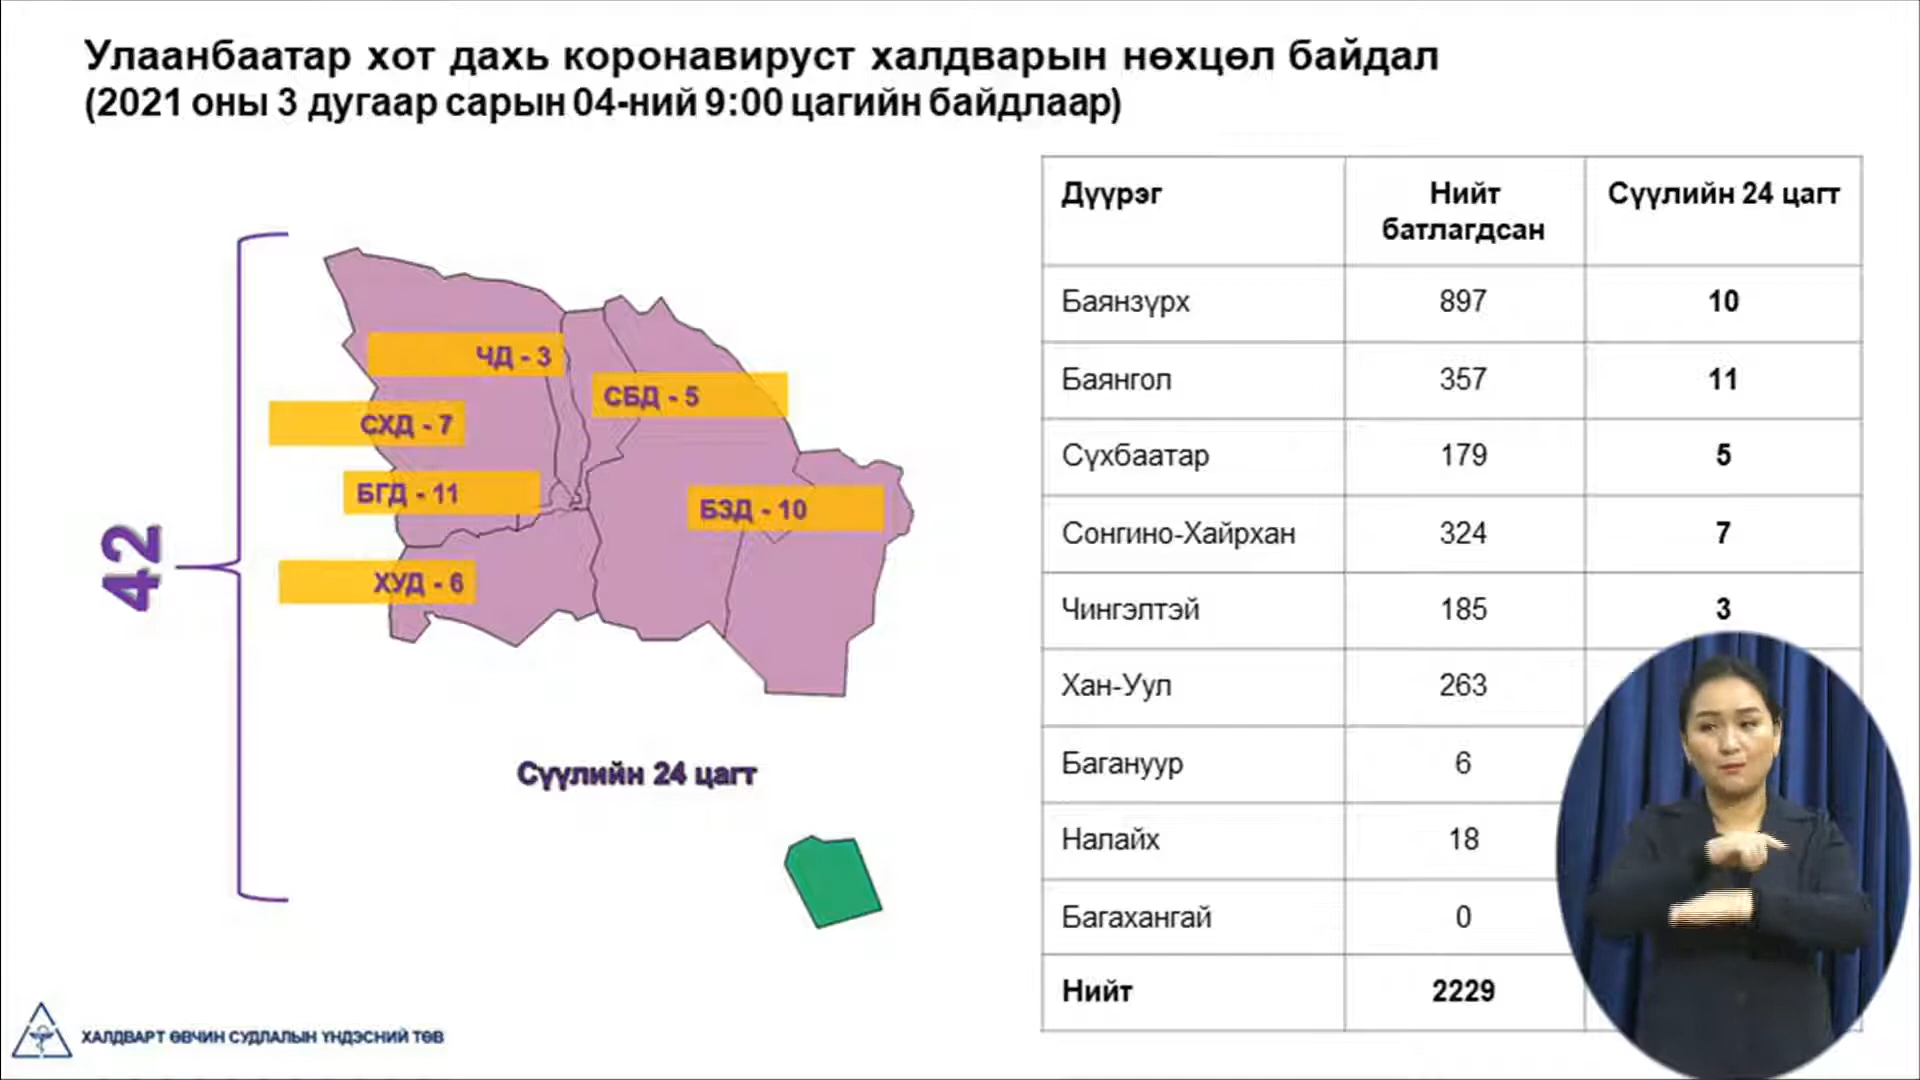 Улаанбаатар хот дахь коронавируст халдварын нөхцөл байдал
(2021 оны 3 дугаар сарын 04-ний 9:00 цагийн байдлаар)
42
ЧД - 3
СБД - 5
СХД - 7
БГД - 11
БЗД - 10
ХУД - 6
Сүүлийн 24 цагт
Дүүрэг Нийт батлагдсан Сүүлийн 24 цагт
Баянзүрх 897 10
Баянгол 357 11
Сүхбаатар 179 5
Сонгино-Хайрхан 324 7
Чингэлтэй 185 3
Хан-Уул 263
Багануур 6
Налайх 18
Багахангай 0
Нийт 2229
ХАЛДВАРТ ӨВЧИН СУДЛАЛЫН ҮНДЭСНИЙ ТӨВ